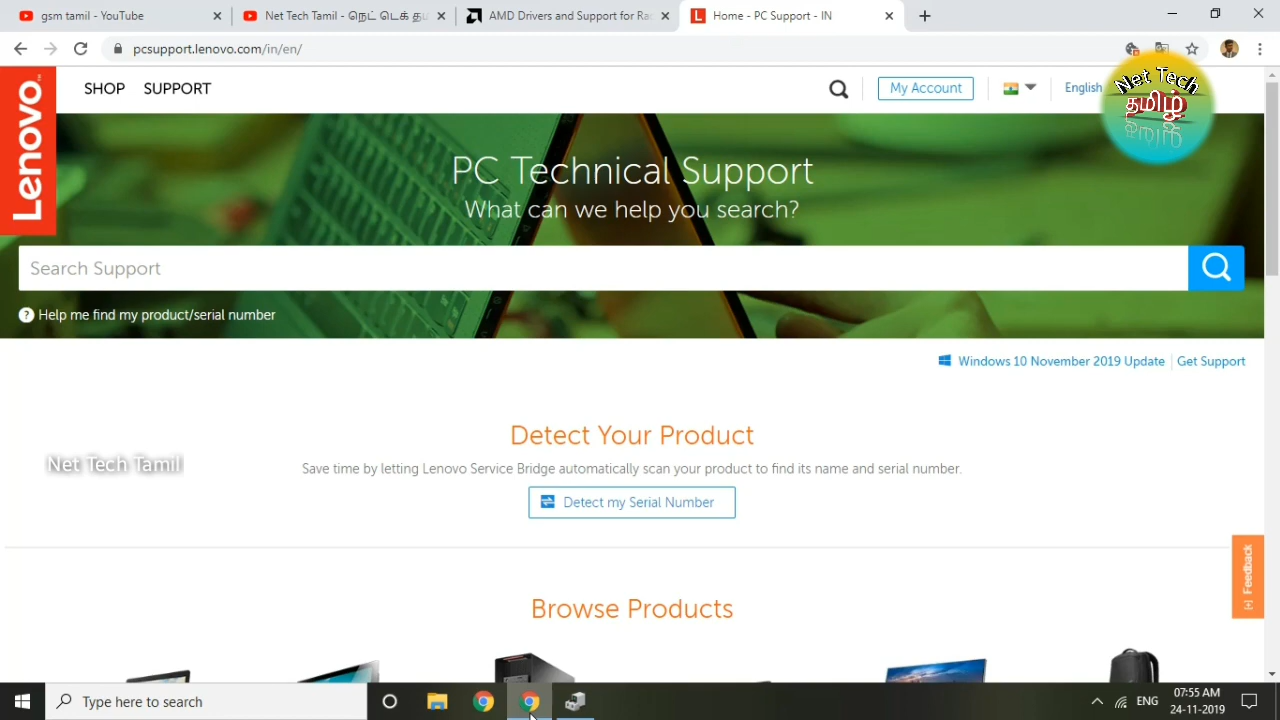 gsm tamil - YouTube
Net Tech Tamil - நெட் டெக் த
AMD Drivers and Support for Ra
Home - PC Support - IN
pcsupport.lenovo.com/in/en/
Lenovo
SHOP SUPPORT
My Account
English
Net Tech
தமிழ்
PC Technical Support
What can we help you search?
Search Support
Help me find my product/serial number
Windows 10 November 2019 Update Get Support
Detect Your Product
Net Tech Tamil
Save time by letting Lenovo Service Bridge automatically scan your product to find its name and serial number.
Detect my Serial Number
[+] Feedback
Browse Products
Type here to search
ENG
07:55 AM
24-11-2019